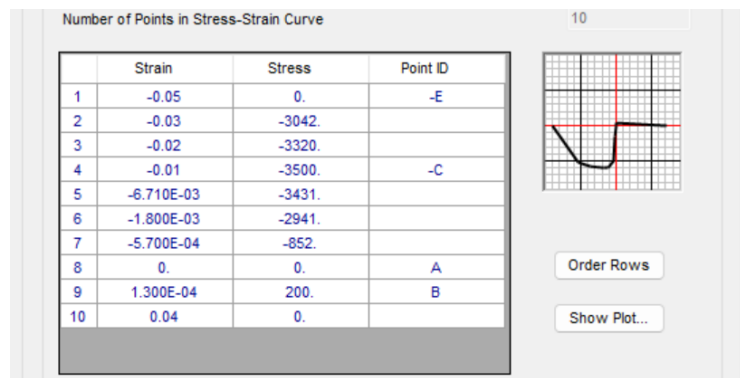 Number of Points in Stress-Strain Curve 10
Strain Stress Point ID
1 -0.05 0. -E
2 -0.03 -3042.
3 -0.02 -3320.
4 -0.01 -3500. -C
5 -6.710E-03 -3431.
6 -1.800E-03 -2941.
7 -5.700E-04 -852.
8 0. 0. A
9 1.300E-04 200. B
10 0.04 0.
Order Rows
Show Plot...